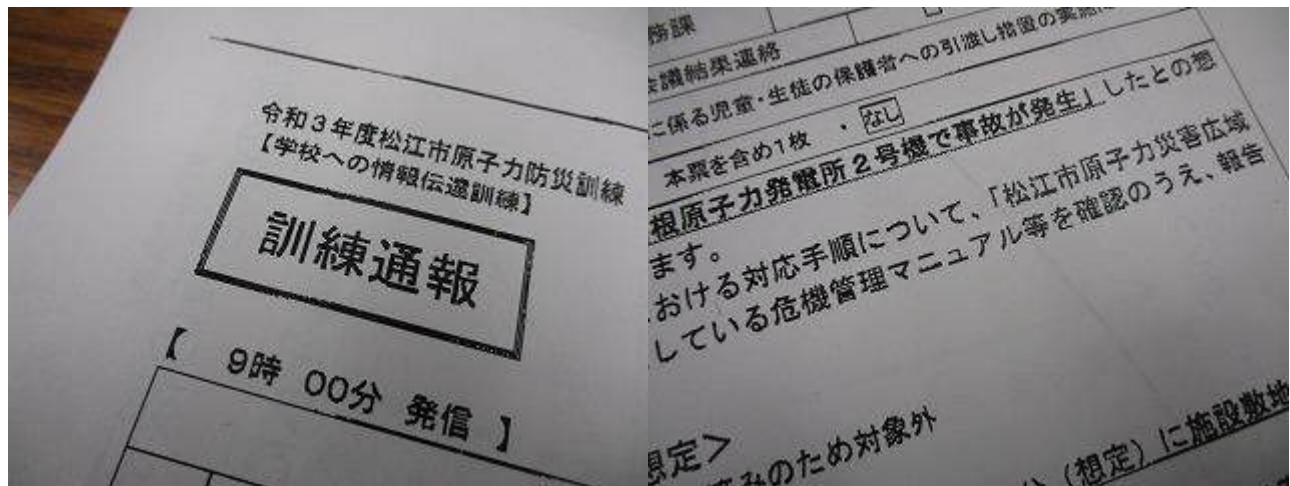 令和3年度松江市原子力防災訓練
【学校への情報伝達訓練】
訓練通報
【 9時 00分 発信 】
務課
議結果連絡
に係る児童・生徒の保護者への引渡し措置の実施に
本票を含め1枚 ・ なし
根原子力発電所2号機で事故が発生」したとの想
ます。
おける対応手順について、「松江市原子力災害広域
している危機管理マニュアル等を確認のうえ、報告
想定＞
済みのため対象外
分（想定）に施設敷地